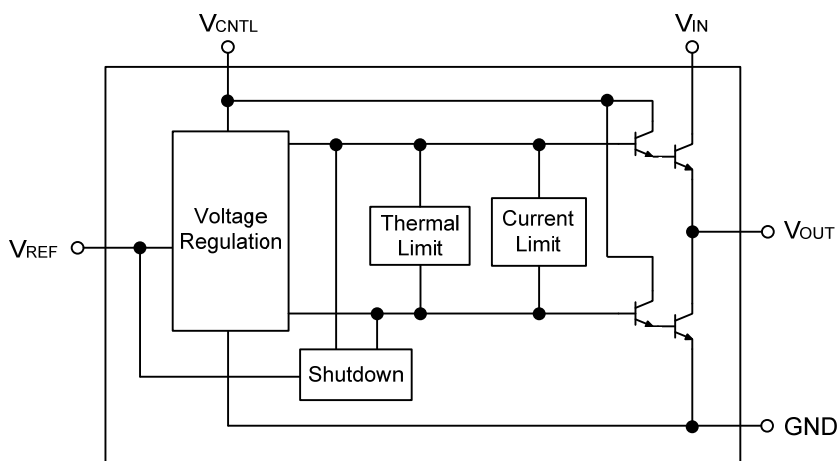 VCNTL
VIN
Voltage
Regulation
Thermal
Limit
Current
Limit
VREF
VOUT
Shutdown
GND